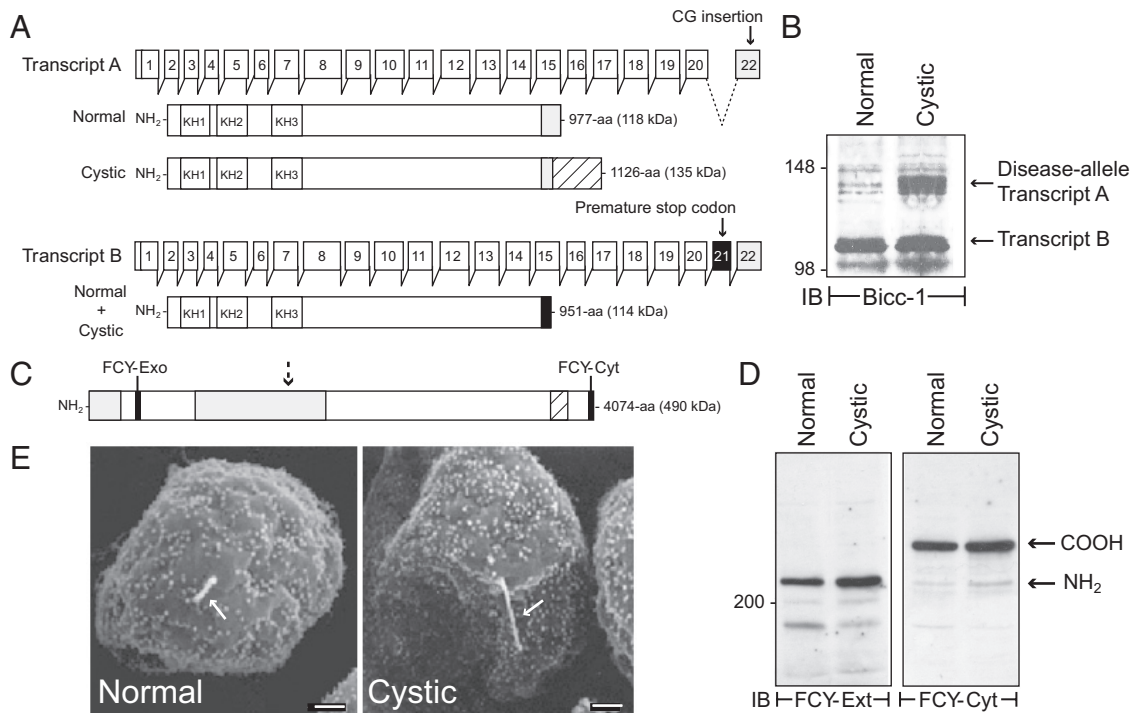 A
CG insertion
Transcript A
1 2 3 4 5 6 7 8 9 10 11 12 13 14 15 16 17 18 19 20 22
Normal NH2 KH1 KH2 KH3 977-aa (118 kDa)
Cystic NH2 KH1 KH2 KH3 1126-aa (135 kDa)
Premature stop codon
Transcript B
1 2 3 4 5 6 7 8 9 10 11 12 13 14 15 16 17 18 19 20 21 22
Normal
+
Cystic
NH2 KH1 KH2 KH3 951-aa (114 kDa)
B
Normal Cystic
148
Disease-allele
Transcript A
Transcript B
98
IB Bicc-1
C
FCY-Exo FCY-Cyt
NH2 4074-aa (490 kDa)
D
Normal Cystic Normal Cystic
COOH
NH2
200
IB FCY-Ext FCY-Cyt
E
Normal Cystic